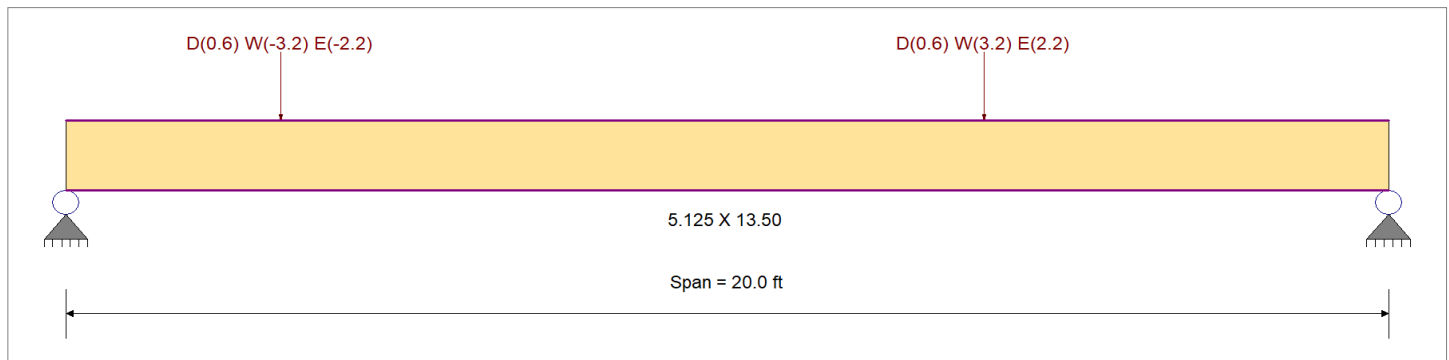 D(0.6) W(-3.2) E(-2.2)
D(0.6) W(3.2) E(2.2)
5.125 X 13.50
Span = 20.0 ft